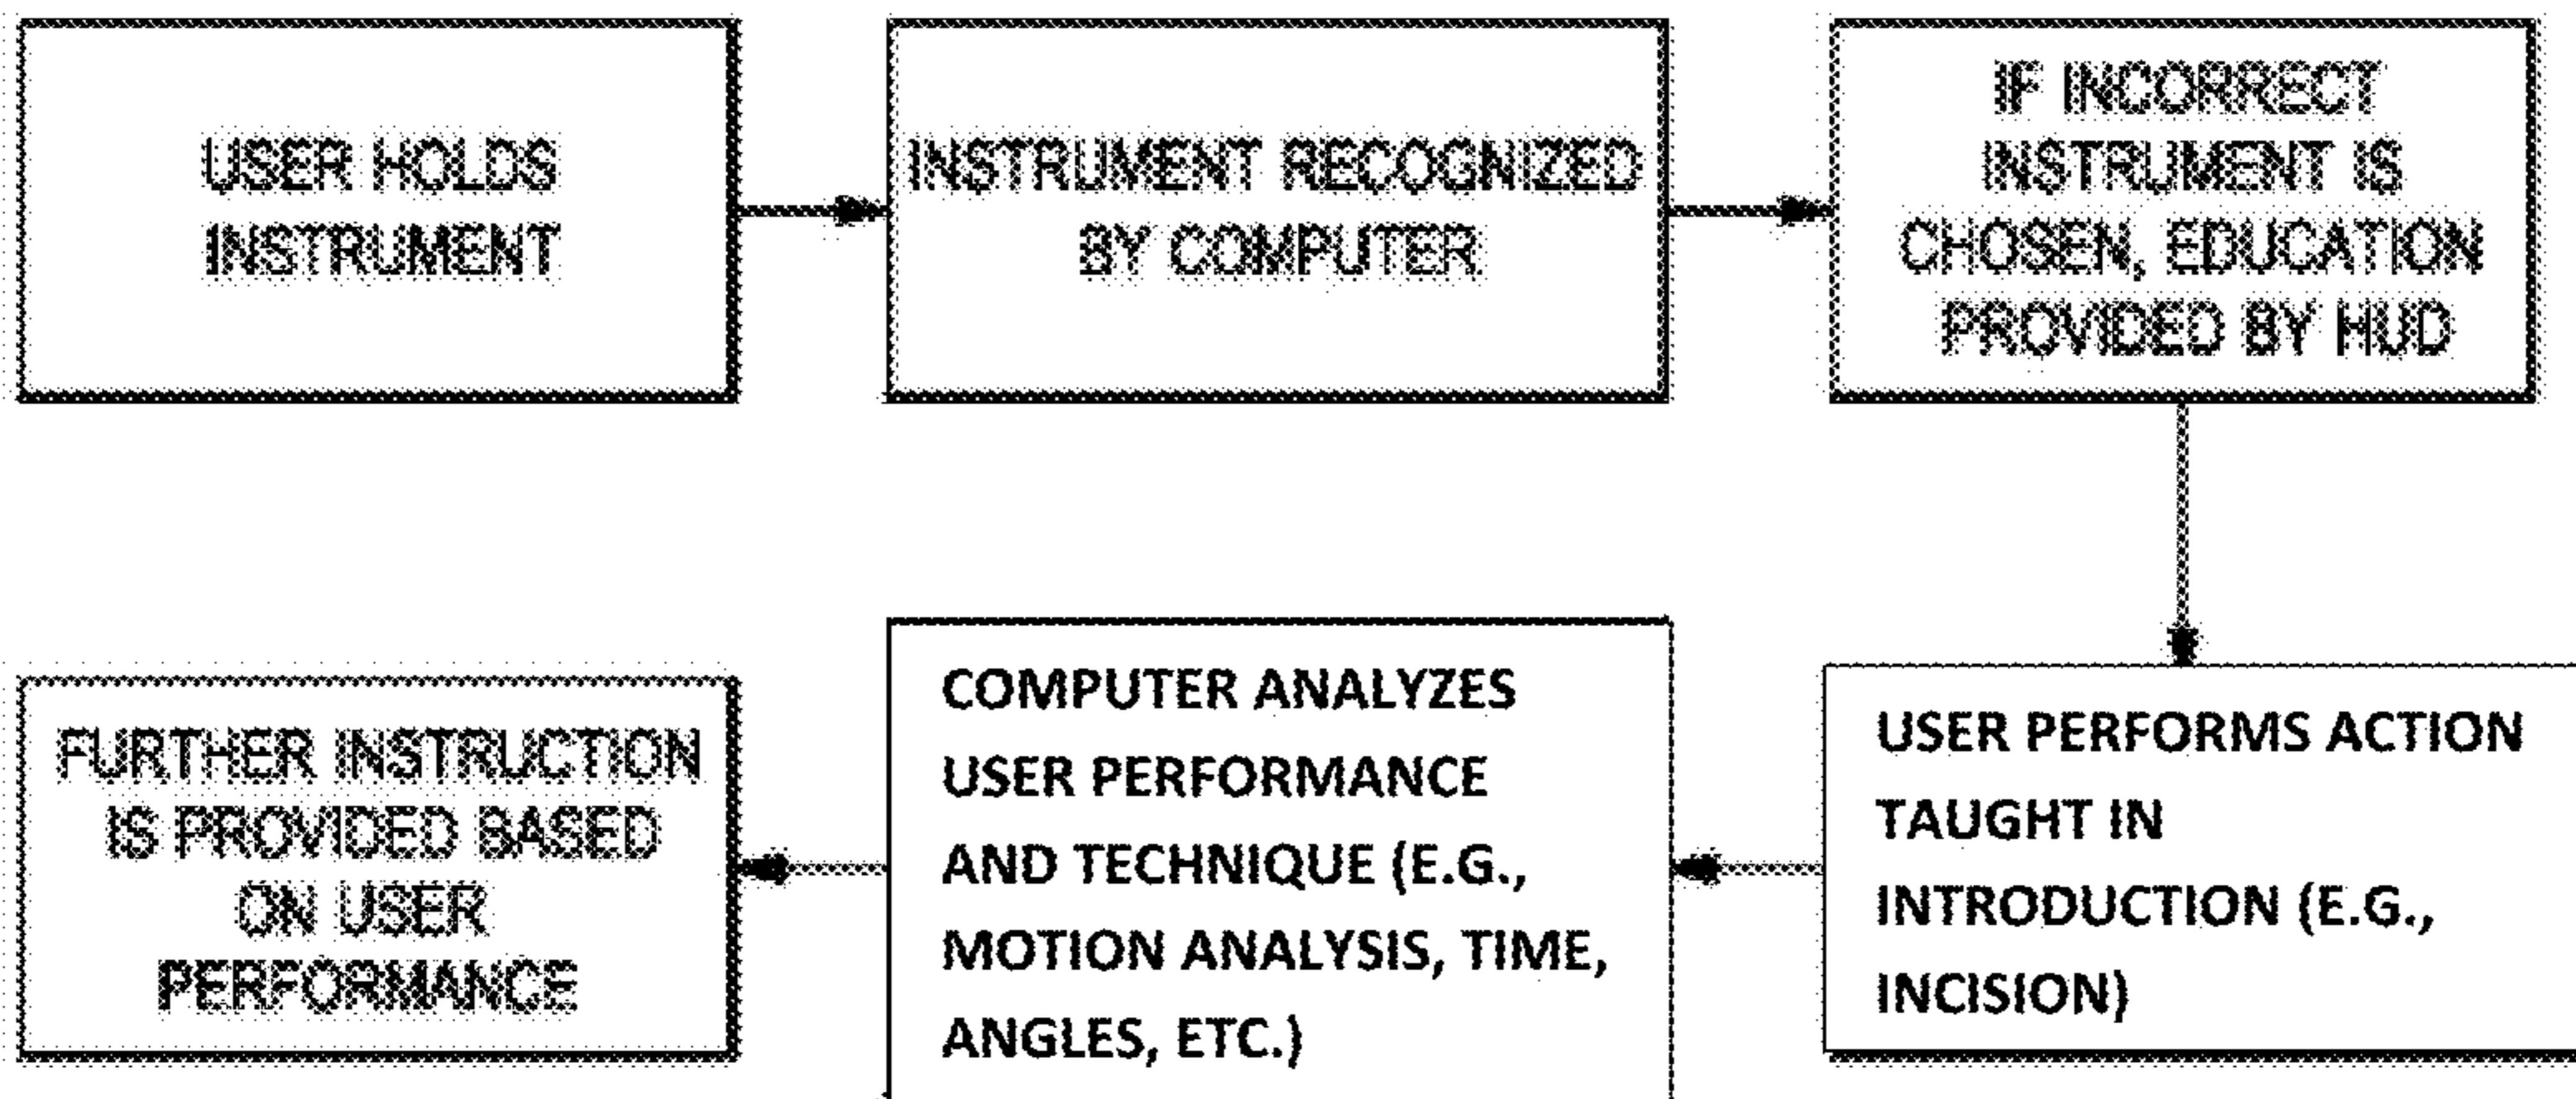 USER HOLDS
INSTRUMENT
INSTRUMENT RECOGNIZED
BY COMPUTER
IF INCORRECT
INSTRUMENT IS
CHOSEN, EDUCATION
PROVIDED BY HUD
USER PERFORMS ACTION
TAUGHT IN
INTRODUCTION (E.G.,
INCISION)
COMPUTER ANALYZES
USER PERFORMANCE
AND TECHNIQUE (E.G.,
MOTION ANALYSIS, TIME,
ANGLES, ETC.)
FURTHER INSTRUCTION
IS PROVIDED BASED
ON USER
PERFORMANCE